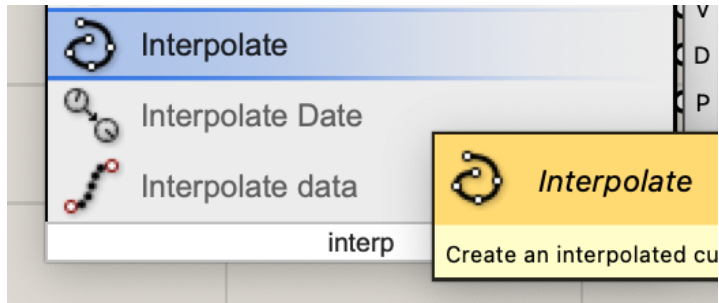 V
Interpolate
D
Interpolate Date
P
Interpolate data
Interpolate
interp
Create an interpolated cu